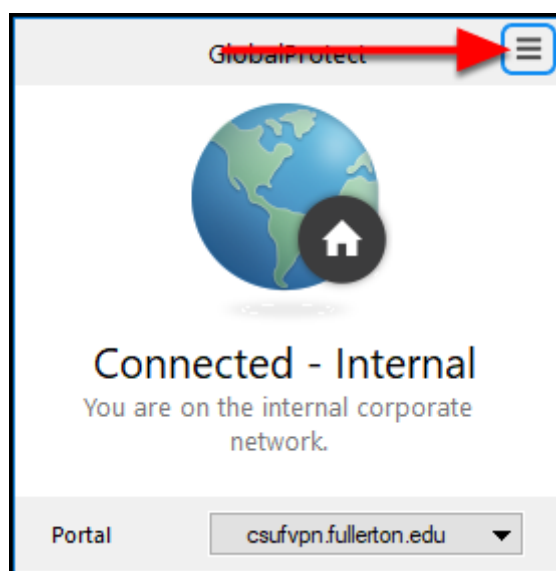 GlobalProtect
Connected - Internal
You are on the internal corporate
network.
Portal csufvpn.fullerton.edu